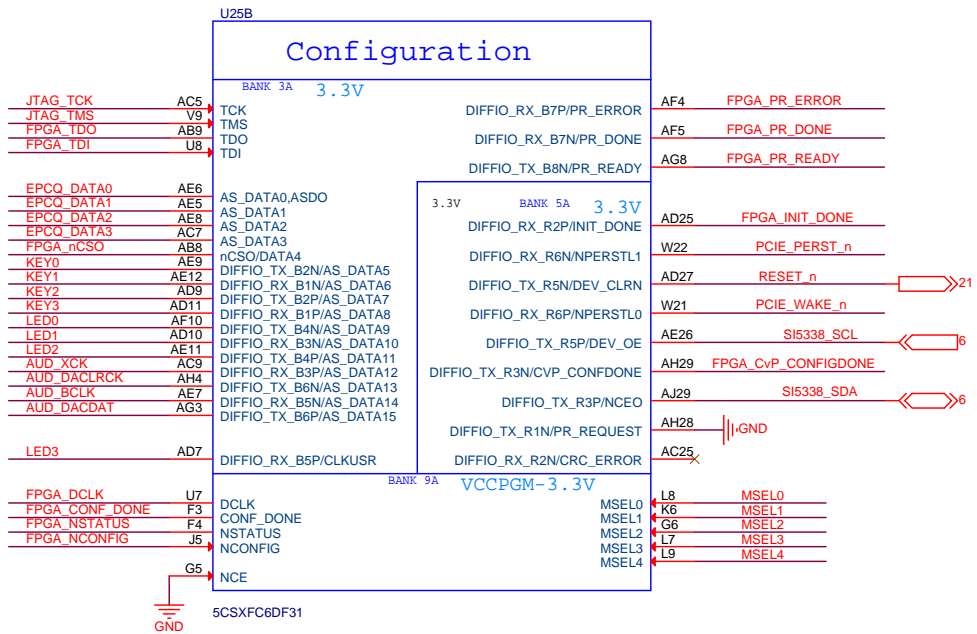 U25B
Configuration
BANK 3A 3.3V
JTAG_TCK AC5 TCK
JTAG_TMS V9 TMS
FPGA_TDO AB9 TDO
FPGA_TDI U8 TDI
EPCQ_DATA0 AE6 AS_DATA0,ASDO
EPCQ_DATA1 AE5 AS_DATA1
EPCQ_DATA2 AE8 AS_DATA2
EPCQ_DATA3 AC7 AS_DATA3
FPGA_nCSO AB8 nCSO/DATA4
KEY0 AE9 DIFFIO_TX_B2N/AS_DATA5
KEY1 AE12 DIFFIO_RX_B1N/AS_DATA6
KEY2 AD9 DIFFIO_TX_B2P/AS_DATA7
KEY3 AD11 DIFFIO_RX_B1P/AS_DATA8
LED0 AF10 DIFFIO_TX_B4N/AS_DATA9
LED1 AD10 DIFFIO_RX_B3N/AS_DATA10
LED2 AE11 DIFFIO_TX_B4P/AS_DATA11
AUD_XCK AC9 DIFFIO_RX_B3P/AS_DATA12
AUD_DACLRCK AH4 DIFFIO_TX_B6N/AS_DATA13
AUD_BCLK AE7 DIFFIO_RX_B5N/AS_DATA14
AUD_DACDAT AG3 DIFFIO_TX_B6P/AS_DATA15
LED3 AD7 DIFFIO_RX_B5P/CLKUSR
DIFFIO_RX_B7P/PR_ERROR AF4 FPGA_PR_ERROR
DIFFIO_RX_B7N/PR_DONE AF5 FPGA_PR_DONE
DIFFIO_TX_B8N/PR_READY AG8 FPGA_PR_READY
3.3V BANK 5A 3.3V
DIFFIO_RX_R2P/INIT_DONE AD25 FPGA_INIT_DONE
DIFFIO_RX_R6N/NPERSTL1 W22 PCIE_PERST_n
DIFFIO_TX_R5N/DEV_CLRN AD27 RESET_n 21
DIFFIO_RX_R6P/NPERSTL0 W21 PCIE_WAKE_n
DIFFIO_TX_R5P/DEV_OE AE26 SI5338_SCL 6
DIFFIO_TX_R3N/CVP_CONFDONE AH29 FPGA_CvP_CONFIGDONE
DIFFIO_TX_R3P/NCEO AJ29 SI5338_SDA 6
DIFFIO_TX_R1N/PR_REQUEST AH28 GND
DIFFIO_RX_R2N/CRC_ERROR AC25
BANK 9A VCCPGM-3.3V
FPGA_DCLK U7 DCLK
FPGA_CONF_DONE F3 CONF_DONE
FPGA_NSTATUS F4 NSTATUS
FPGA_NCONFIG J5 NCONFIG
G5 NCE
GND
MSEL0 L8 MSEL0
MSEL1 K6 MSEL1
MSEL2 G6 MSEL2
MSEL3 L7 MSEL3
MSEL4 L9 MSEL4
5CSXFC6DF31